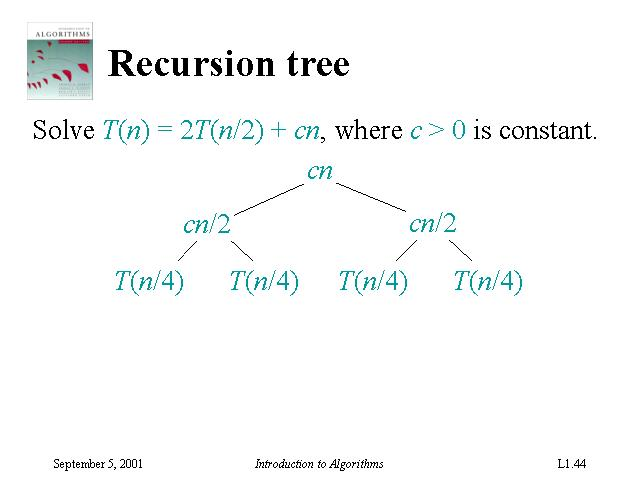 ALGORITHMS
Recursion tree
Solve T(n) = 2T(n/2) + cn, where c > 0 is constant.
cn
cn/2 cn/2
T(n/4) T(n/4) T(n/4) T(n/4)
September 5, 2001 Introduction to Algorithms L1.44